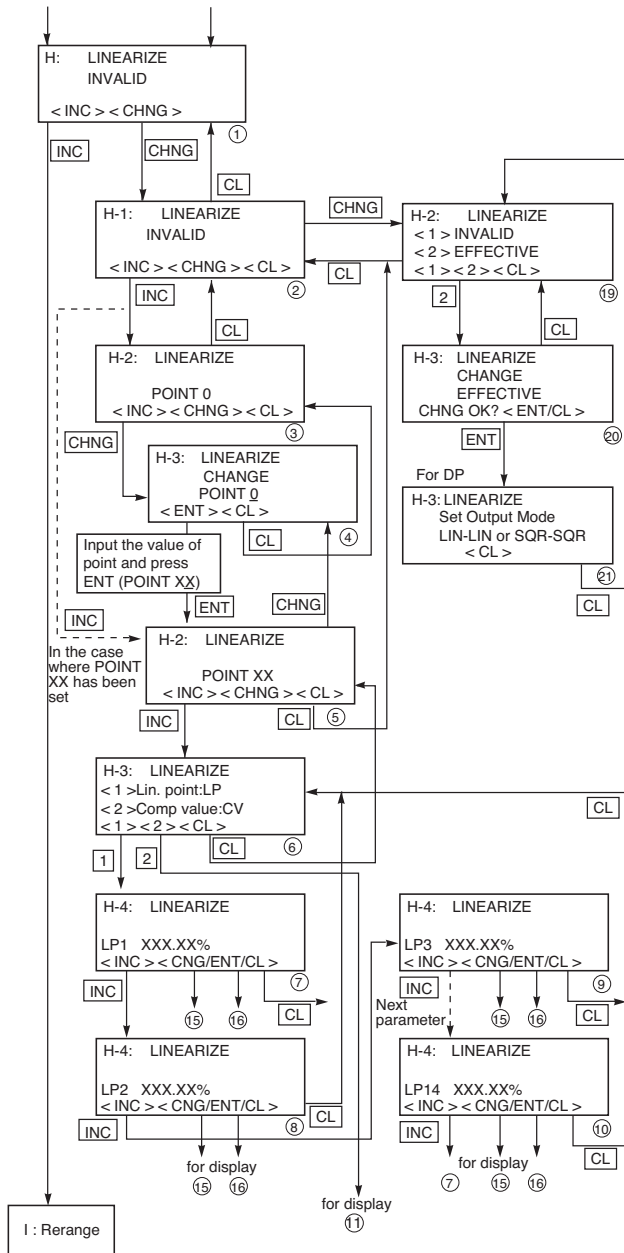 H: LINEARIZE
INVALID
< INC > < CHNG >
①
INC
CHNG
CL
H-1: LINEARIZE
INVALID
< INC > < CHNG > < CL >
②
CHNG
CL
H-2: LINEARIZE
< 1 > INVALID
< 2 > EFFECTIVE
< 1 > < 2 > < CL >
⑲
INC
CL
2
CL
H-2: LINEARIZE
POINT 0
< INC > < CHNG > < CL >
③
H-3: LINEARIZE
CHANGE
EFFECTIVE
CHNG OK? < ENT/CL >
⑳
CHNG
ENT
H-3: LINEARIZE
CHANGE
POINT 0
< ENT > < CL >
④
For DP
H-3: LINEARIZE
Set Output Mode
LIN-LIN or SQR-SQR
< CL >
㉑
CL
Input the value of
point and press
ENT (POINT XX)
CL
ENT
CHNG
INC
In the case
where POINT
XX has been
set
H-2: LINEARIZE
POINT XX
< INC > < CHNG > < CL >
⑤
INC
CL
H-3: LINEARIZE
< 1 >Lin. point:LP
< 2 >Comp value:CV
< 1 > < 2 > < CL >
⑥
CL
CL
1
2
H-4: LINEARIZE
LP1 XXX.XX%
< INC > < CNG/ENT/CL >
⑦
INC
⑮
⑯
CL
H-4: LINEARIZE
LP3 XXX.XX%
< INC > < CNG/ENT/CL >
⑨
INC
Next
parameter
⑮
⑯
CL
H-4: LINEARIZE
LP2 XXX.XX%
< INC > < CNG/ENT/CL >
⑧
CL
INC
for display
⑮
⑯
H-4: LINEARIZE
LP14 XXX.XX%
< INC > < CNG/ENT/CL >
⑩
INC
CL
for display
⑦
⑮
⑯
for display
⑪
I : Rerange